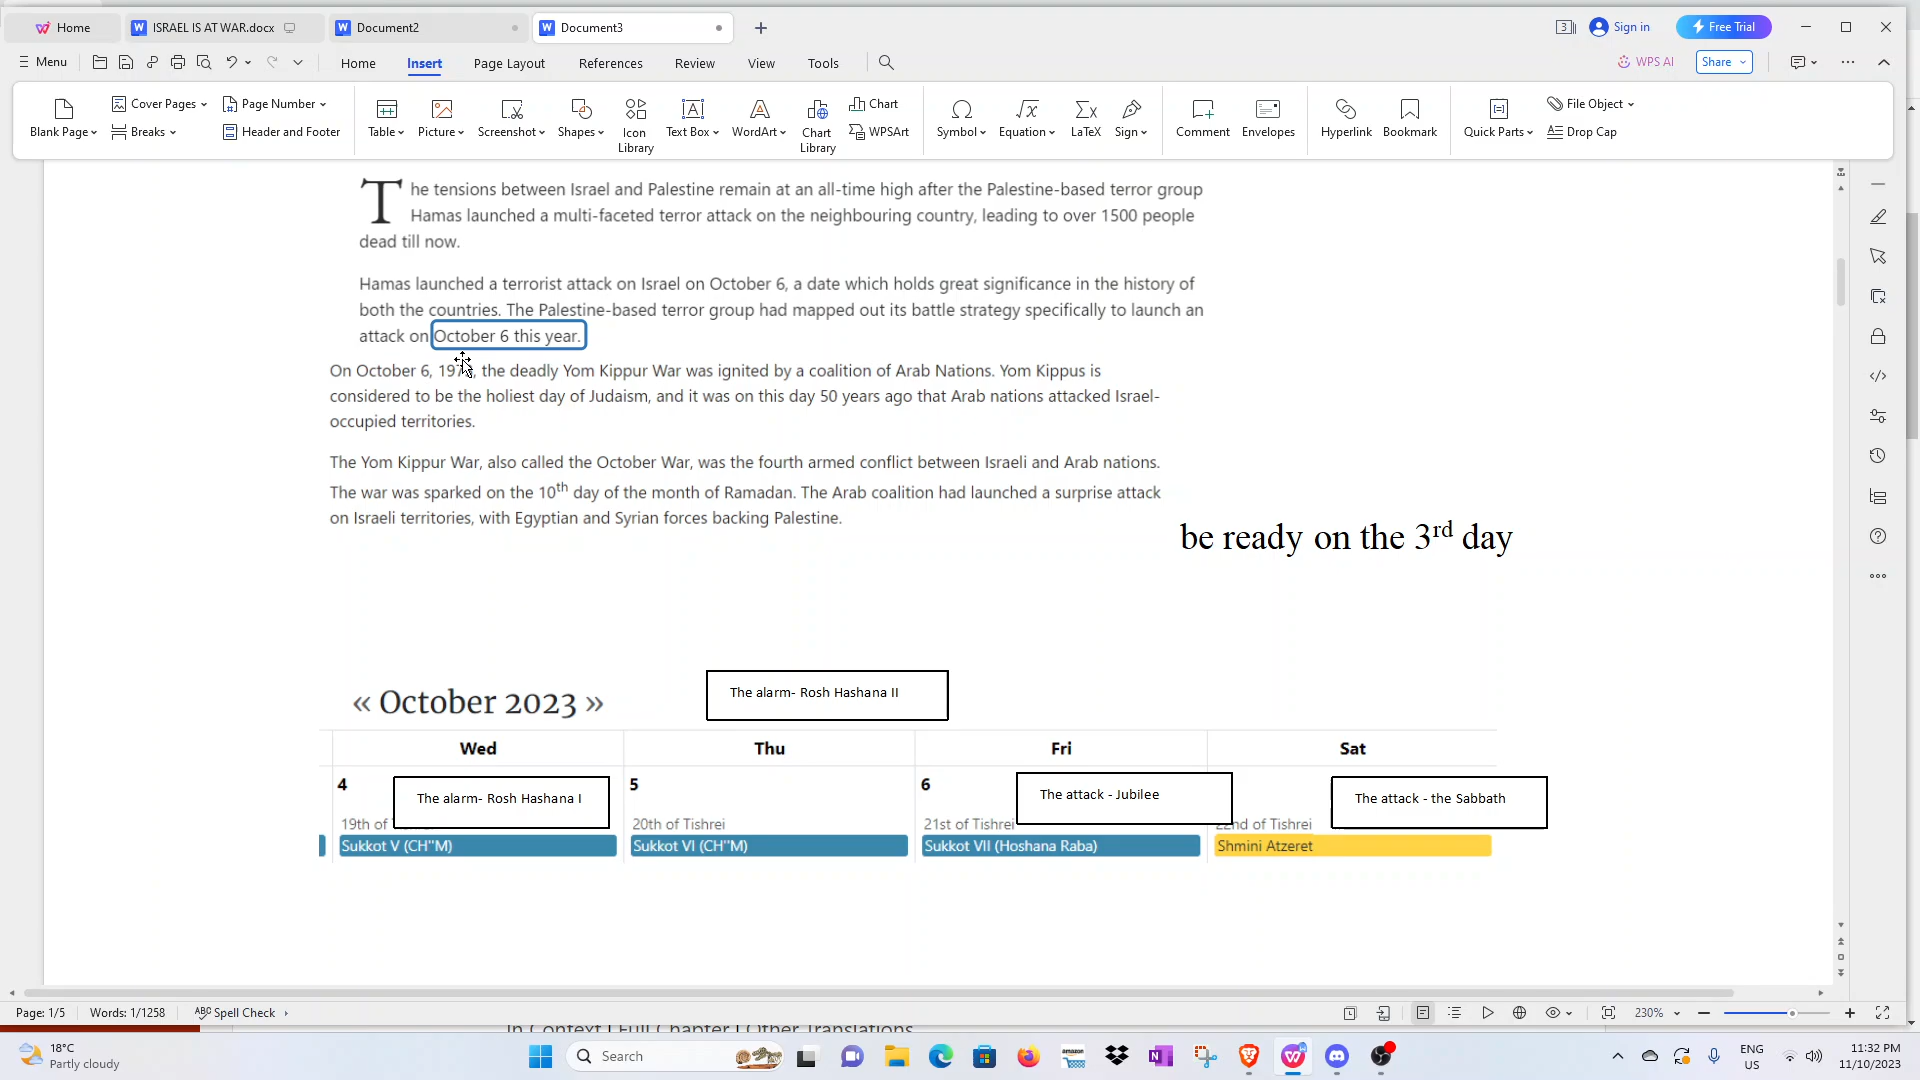 Home
ISRAEL IS AT WAR.docx
Document2
Document3
3
Sign in
Free Trial
Menu
Home
Insert
Page Layout
References
Review
View
Tools
WPS AI
Share
Blank Page
Cover Pages
Breaks
Page Number
Header and Footer
Table
Picture
Screenshot
Shapes
Icon Library
Text Box
WordArt
Chart Library
Chart
WPSArt
Symbol
Equation
LaTeX
Sign
Comment
Envelopes
Hyperlink
Bookmark
Quick Parts
File Object
Drop Cap
The tensions between Israel and Palestine remain at an all-time high after the Palestine-based terror group
Hamas launched a multi-faceted terror attack on the neighbouring country, leading to over 1500 people
dead till now.
Hamas launched a terrorist attack on Israel on October 6, a date which holds great significance in the history of
both the countries. The Palestine-based terror group had mapped out its battle strategy specifically to launch an
attack on October 6 this year.
On October 6, the deadly Yom Kippur War was ignited by a coalition of Arab Nations. Yom Kippus is
considered to be the holiest day of Judaism, and it was on this day 50 years ago that Arab nations attacked Israel-
occupied territories.
The Yom Kippur War, also called the October War, was the fourth armed conflict between Israeli and Arab nations.
The war was sparked on the 10th day of the month of Ramadan. The Arab coalition had launched a surprise attack
on Israeli territories, with Egyptian and Syrian forces backing Palestine.
be ready on the 3rd day
« October 2023 »
The alarm- Rosh Hashana II
Wed
Thu
Fri
Sat
4
The alarm- Rosh Hashana I
5
6
The attack - Jubilee
The attack - the Sabbath
19th of
20th of Tishrei
21st of Tishrei
of Tishrei
Sukkot V (CH"M)
Sukkot VI (CH"M)
Sukkot VII (Hoshana Raba)
Shmini Atzeret
Page: 1/5
Words: 1/1258
Spell Check
230%
In Context | Full Chapter | Other Translations
18°C
Partly cloudy
Search
amazon
ENG
US
11:32 PM
11/10/2023